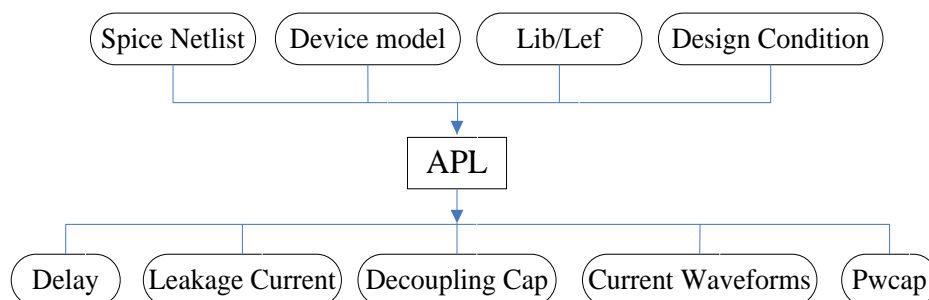 Spice Netlist
Device model
Lib/Lef
Design Condition
APL
Delay
Leakage Current
Decoupling Cap
Current Waveforms
Pwcap